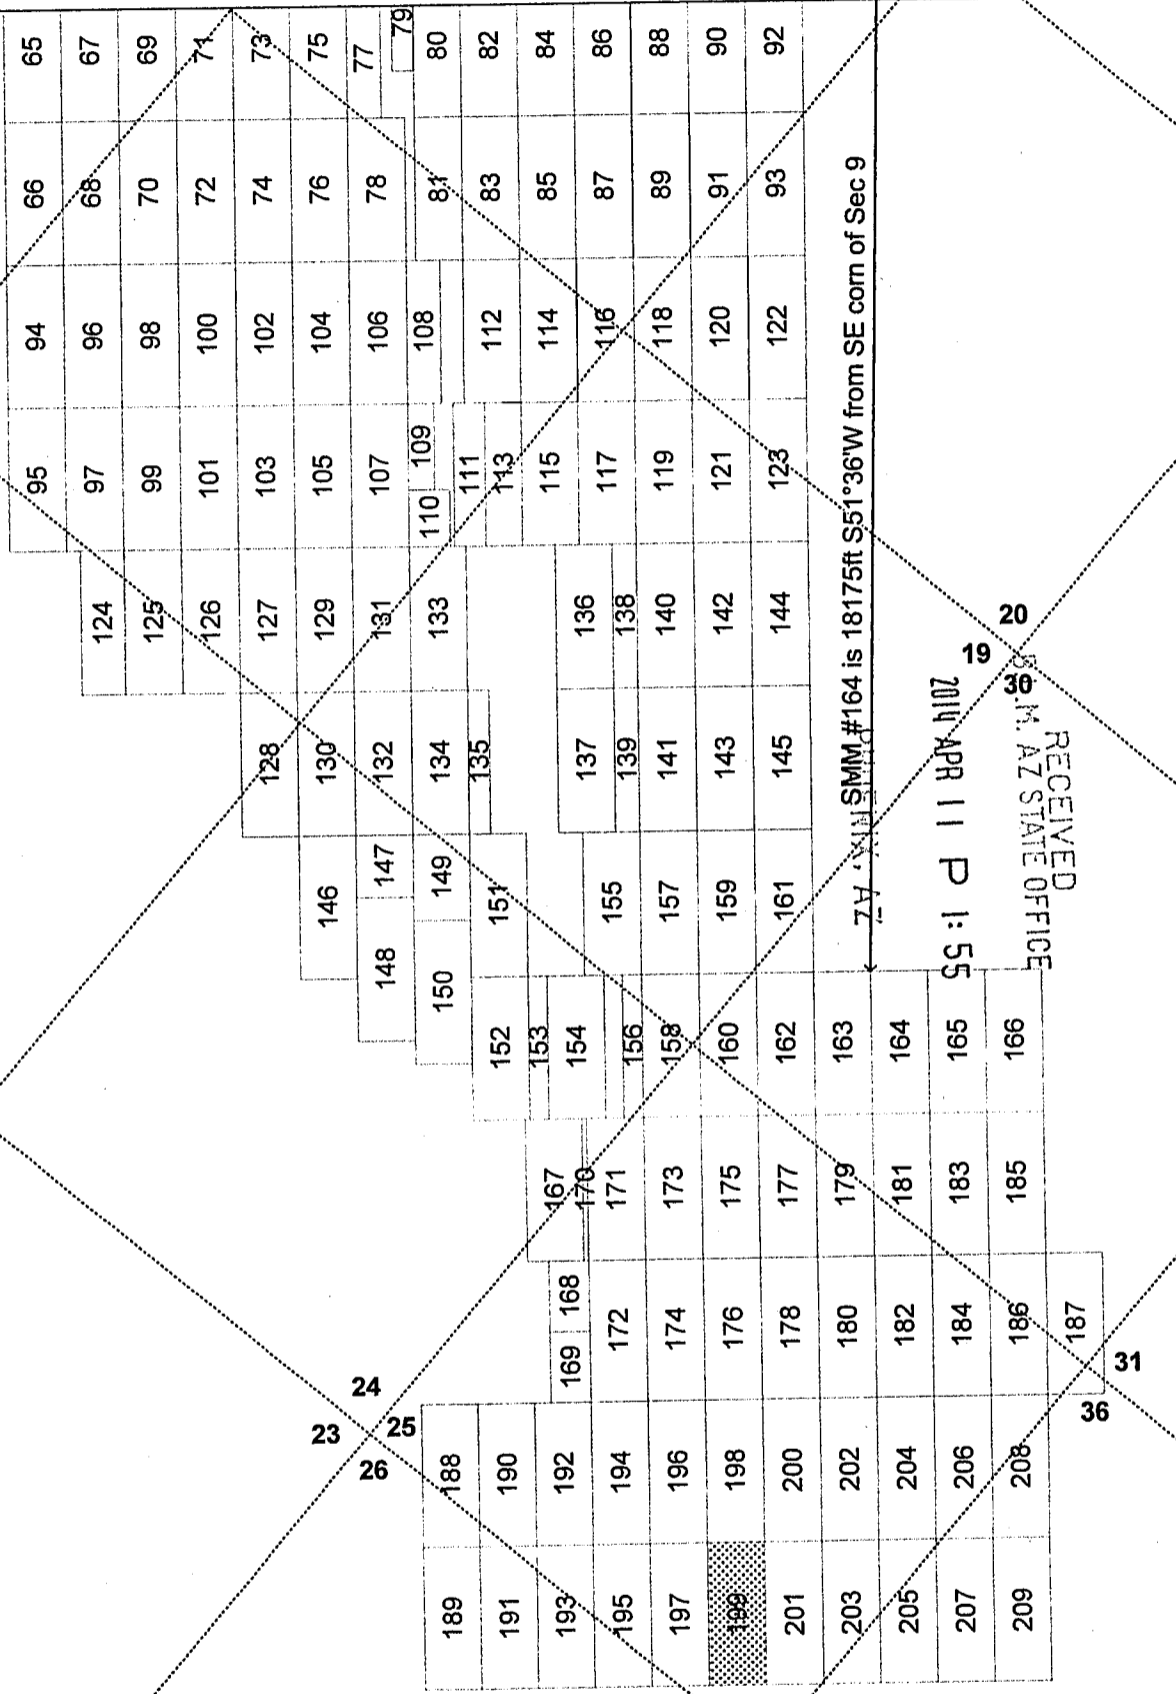 65 67 69 71 73 75 77 79 80 82 84 86 88 90 92
66 68 70 72 74 76 78 81 83 85 87 89 91 93
94 96 98 100 102 104 106 108 112 114 116 118 120 122
95 97 99 101 103 105 107 109 110 111 113 115 117 119 121 123
124 125 126 127 129 131 133 136 138 140 142 144
128 130 132 134 135 137 139 141 143 145
146 147 148 149 150 151 155 157 159 161
152 153 154 156 158 160 162 163 164 165 166
167 170 171 173 175 177 179 181 183 185
168 169 172 174 176 178 180 182 184 186 187
188 190 192 194 196 198 200 202 204 206 208
189 191 193 195 197 199 201 203 205 207 209
SMM #164 is 18175ft S51°36'W from SE corn of Sec 9
20
19
30
24
23
25
26
31
36
RECEIVED
B.L.M. AZ STATE OFFICE
2014 APR 11 P 1:55
PHOENIX, AZ